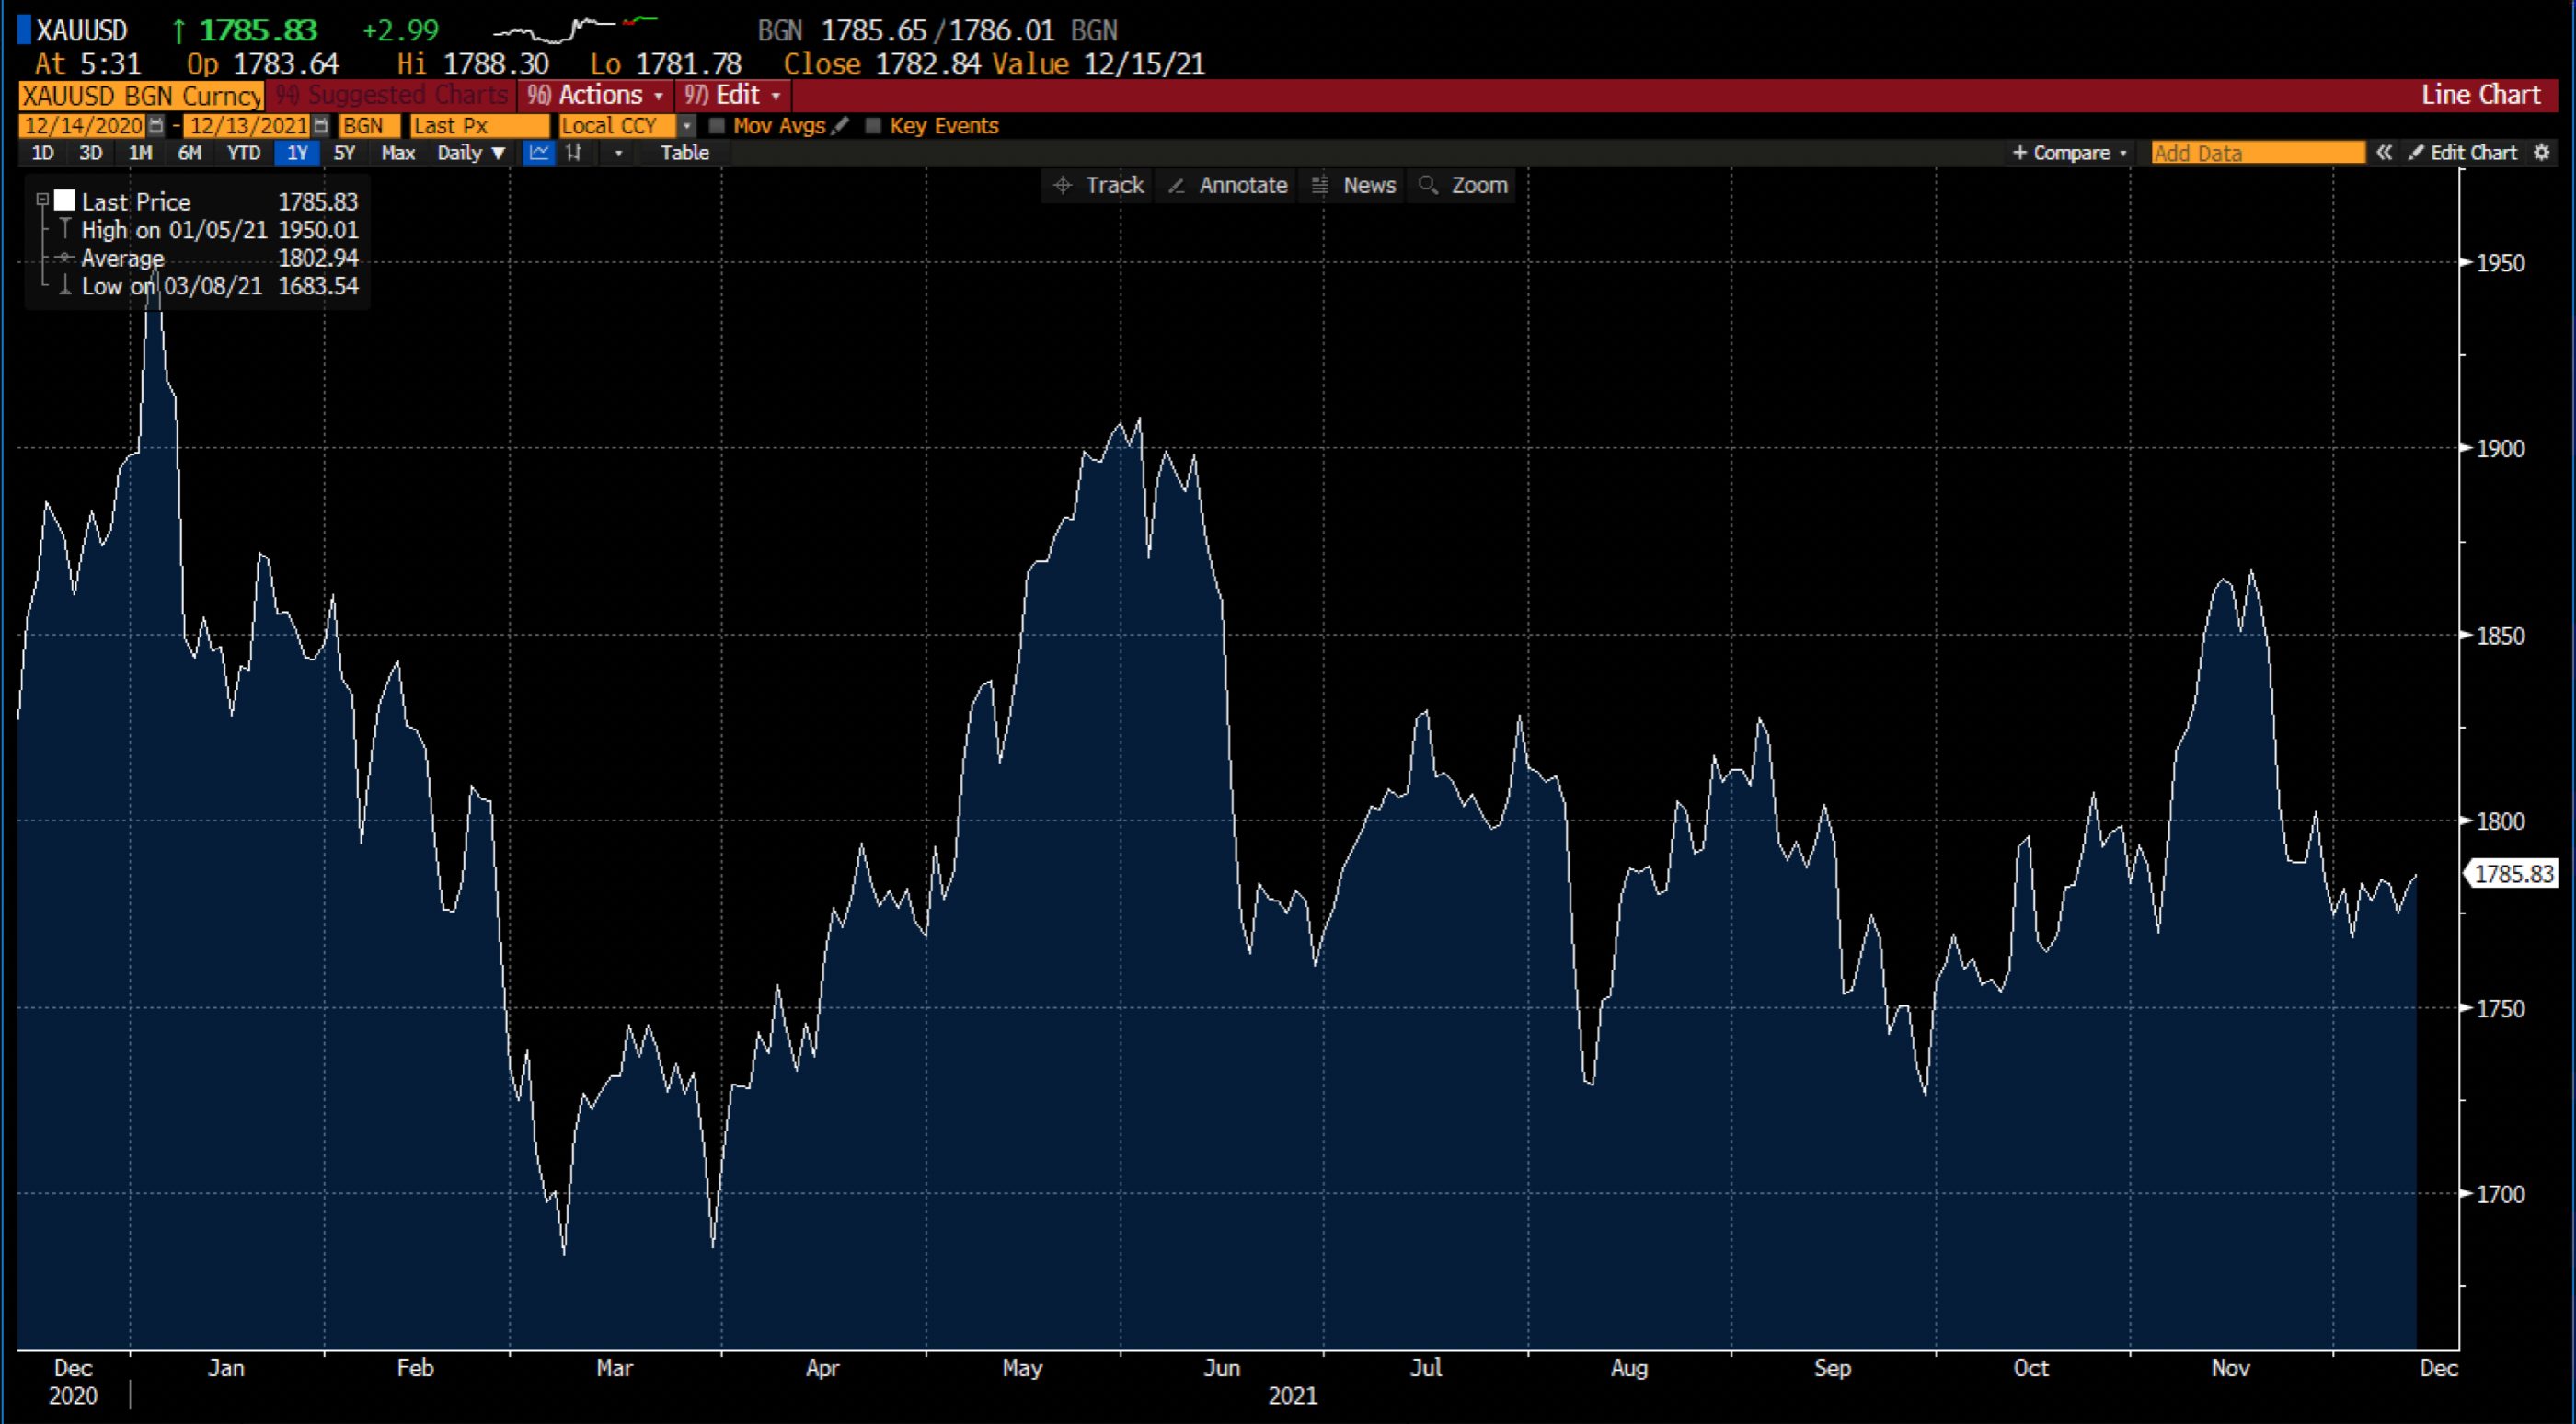 XAUUSD ↑ 1785.83 +2.99 BGN 1785.65 /1786.01 BGN
At 5:31 Op 1783.64 Hi 1788.30 Lo 1781.78 Close 1782.84 Value 12/15/21
XAUUSD BGN Curncy 94) Suggested Charts 96) Actions 97) Edit Line Chart
12/14/2020 - 12/13/2021 BGN Last Px Local CCY Mov Avgs Key Events
1D 3D 1M 6M YTD 1Y 5Y Max Daily ▼ Table + Compare Add Data « Edit Chart
Track Annotate News Zoom
Last Price 1785.83
High on 01/05/21 1950.01
Average 1802.94
Low on 03/08/21 1683.54
1950
1900
1850
1800
1785.83
1750
1700
Dec Jan Feb Mar Apr May Jun Jul Aug Sep Oct Nov Dec
2020 2021